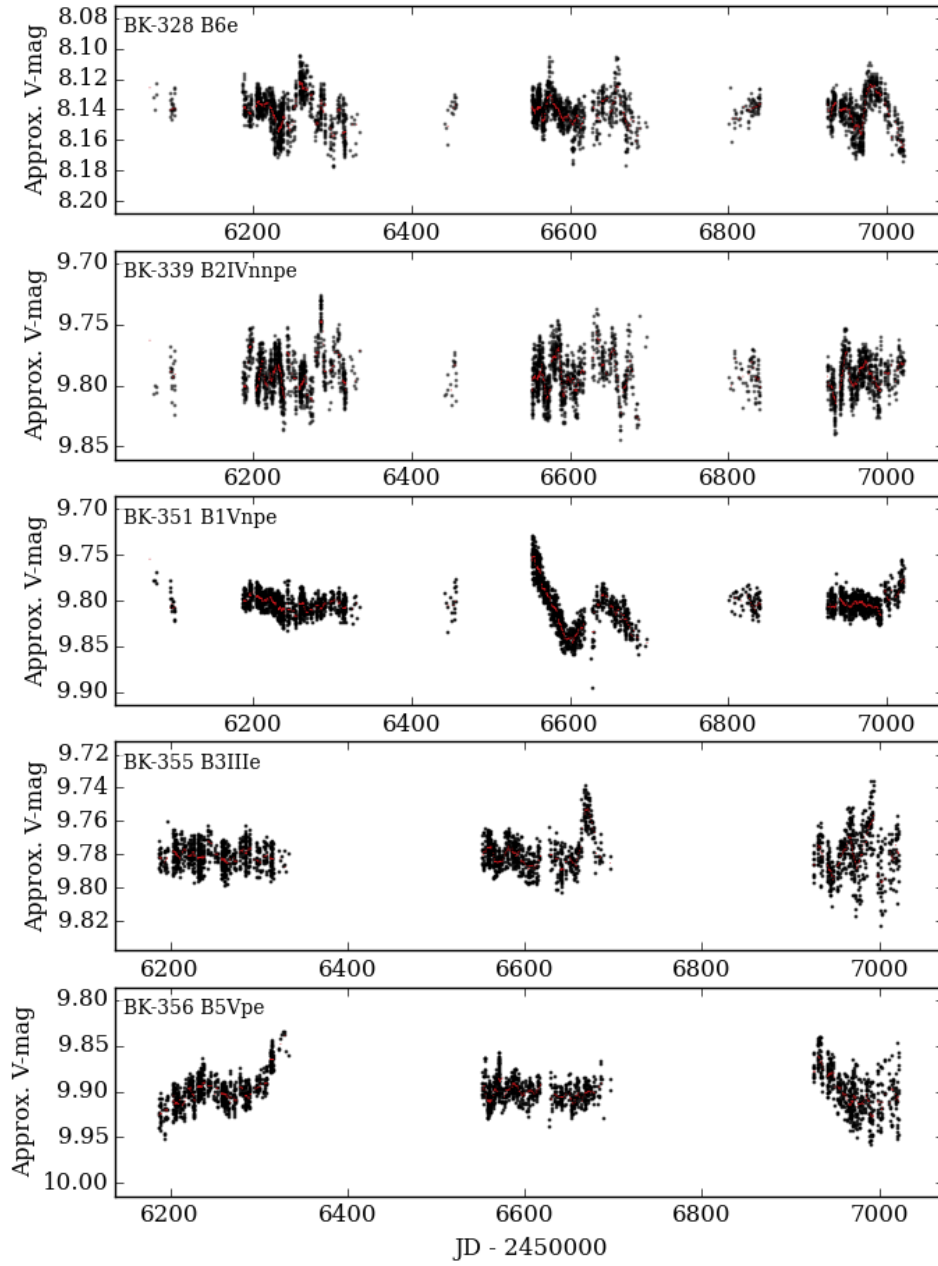 BK-328 B6e
Approx. V-mag
8.08
8.10
8.12
8.14
8.16
8.18
8.20
6200 6400 6600 6800 7000
BK-339 B2IVnnpe
Approx. V-mag
9.70
9.75
9.80
9.85
6200 6400 6600 6800 7000
BK-351 B1Vnpe
Approx. V-mag
9.70
9.75
9.80
9.85
9.90
6200 6400 6600 6800 7000
BK-355 B3IIIe
Approx. V-mag
9.72
9.74
9.76
9.78
9.80
9.82
6200 6400 6600 6800 7000
BK-356 B5Vpe
Approx. V-mag
9.80
9.85
9.90
9.95
10.00
6200 6400 6600 6800 7000
JD - 2450000